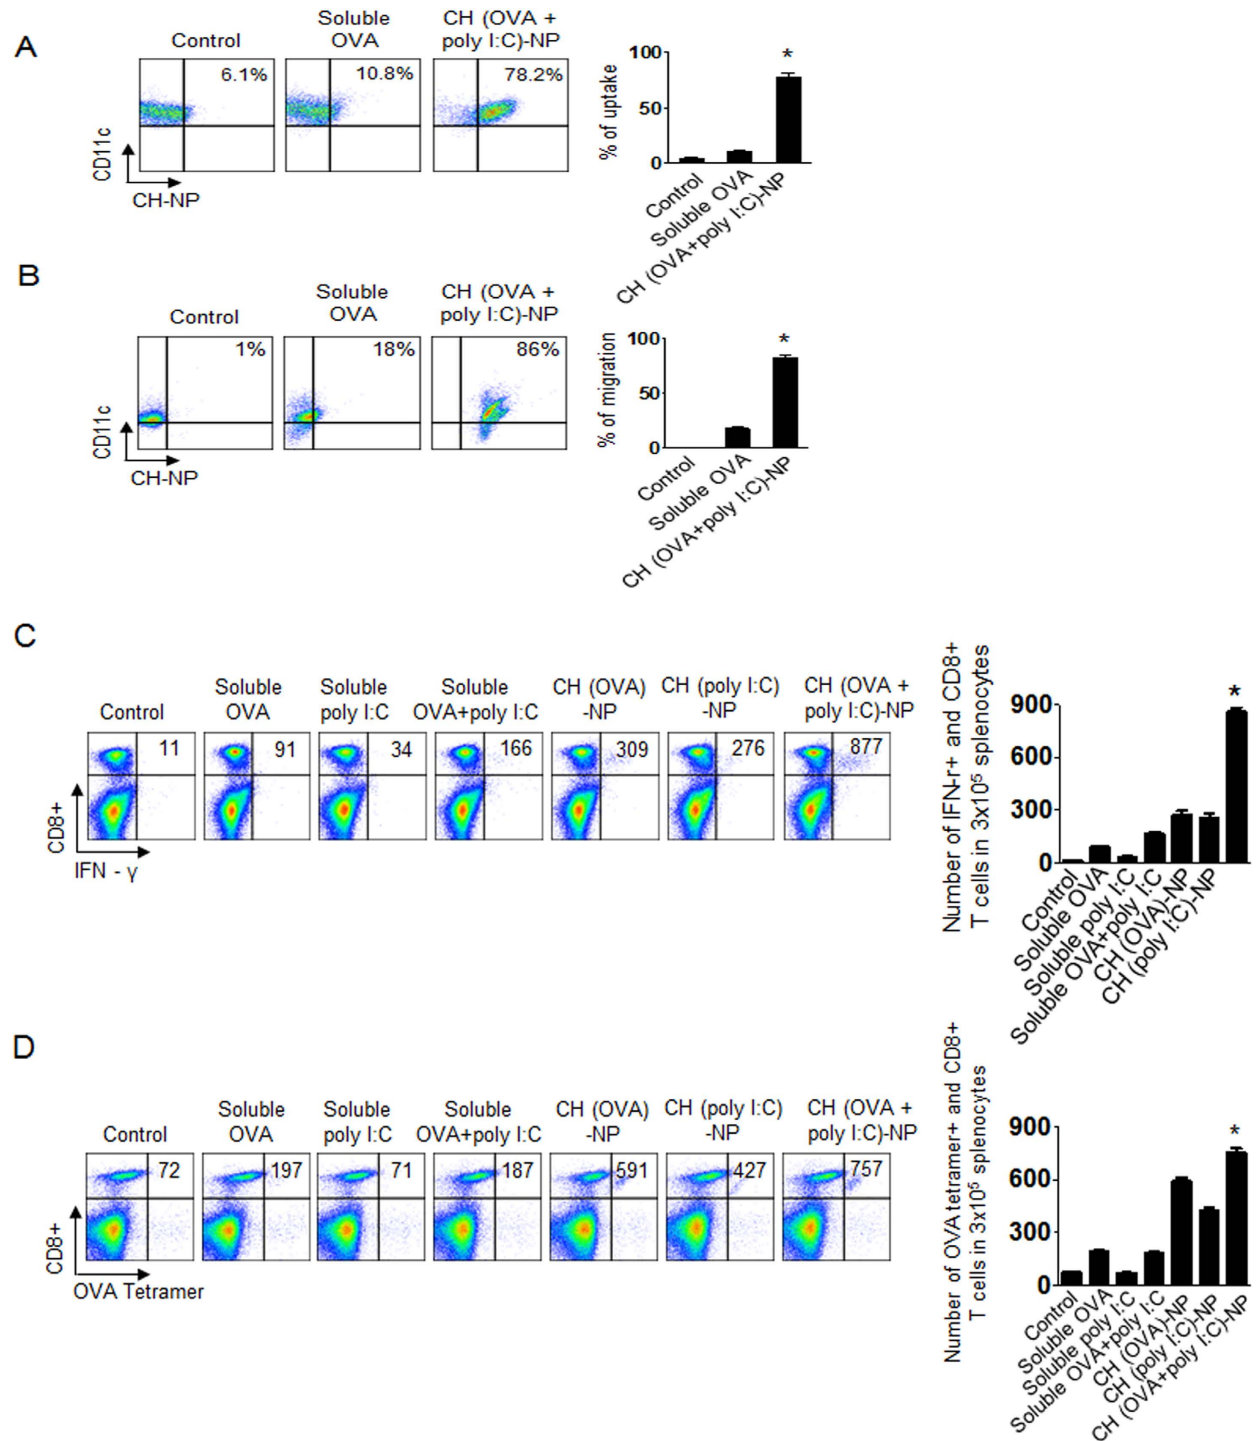 A
Control
Soluble
OVA
CH (OVA +
poly I:C)-NP
6.1%
10.8%
78.2%
CD11c
CH-NP
% of uptake
100
50
0
*
Control
Soluble OVA
CH (OVA+poly I:C)-NP
B
Control
Soluble
OVA
CH (OVA +
poly I:C)-NP
1%
18%
86%
CD11c
CH-NP
% of migration
100
50
0
*
Control
Soluble OVA
CH (OVA+poly I:C)-NP
C
Control
Soluble
OVA
Soluble
poly I:C
Soluble
OVA+poly I:C
CH (OVA)
-NP
CH (poly I:C)
-NP
CH (OVA +
poly I:C)-NP
11
91
34
166
309
276
877
CD8+
IFN - γ
Number of IFN-r+ and CD8+
T cells in 3x10⁵ splenocytes
900
600
300
0
*
Control
Soluble OVA
Soluble poly I:C
Soluble OVA+poly I:C
CH (OVA)-NP
CH (poly I:C)-NP
D
Control
Soluble
OVA
Soluble
poly I:C
Soluble
OVA+poly I:C
CH (OVA)
-NP
CH (poly I:C)
-NP
CH (OVA +
poly I:C)-NP
72
197
71
187
591
427
757
CD8+
OVA Tetramer
Number of OVA tetramer+ and CD8+
T cells in 3x10⁵ splenocytes
900
600
300
0
*
Control
Soluble OVA
Soluble poly I:C
Soluble OVA+poly I:C
CH (OVA)-NP
CH (poly I:C)-NP
CH (OVA+poly I:C)-NP